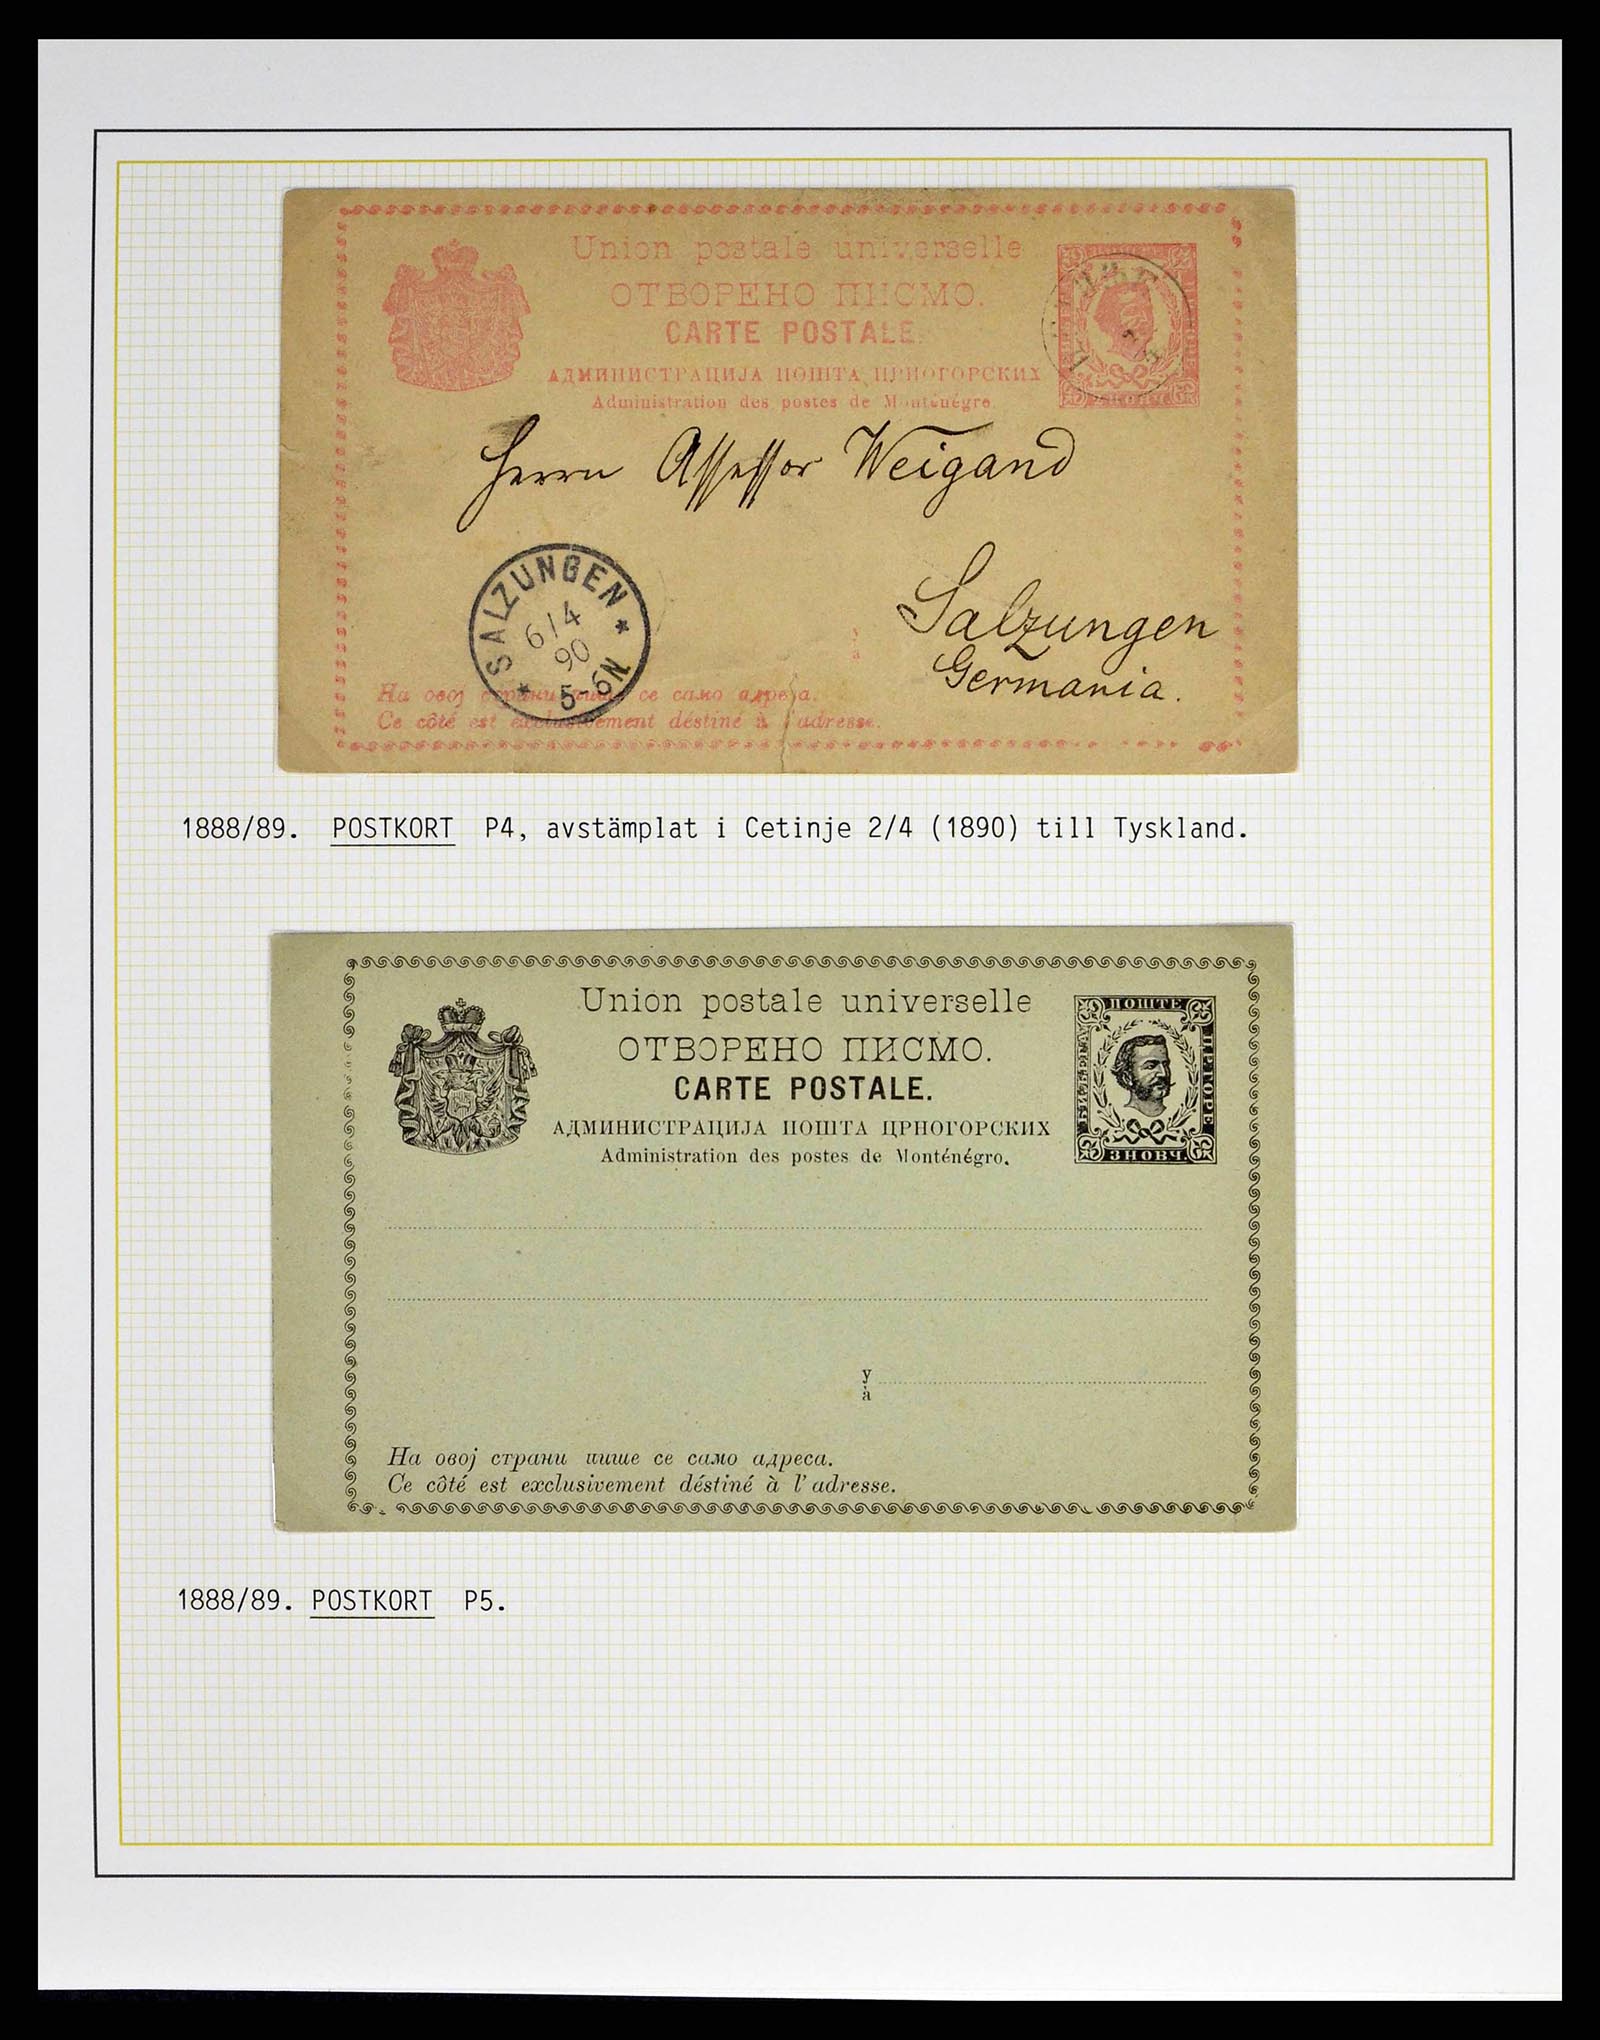 Union postale universelle
ОТВОРЕНО ПИСМО.
CARTE POSTALE.
АДМИНИСТРАЦИЈА ПОШТА ЦРНОГОРСКИХ
Administration des postes de Monténégro.
Herrn Assessor Weigand
SALZUNGEN
6/4
90
5-6N
Salzungen
Germania.
у
à
На овој страни пише се само адреса.
Ce côté est exclusivement déstiné à l'adresse.
1888/89. POSTKORT P4, avstämplat i Cetinje 2/4 (1890) till Tyskland.
Union postale universelle
ОТВОРЕНО ПИСМО.
CARTE POSTALE.
АДМИНИСТРАЦИЈА ПОШТА ЦРНОГОРСКИХ
Administration des postes de Monténégro.
ПОШТЕ
БИЉЕГА
ЦР.ГОРЕ
3 НОВЧ.
у
à
На овој страни пише се само адреса.
Ce côté est exclusivement déstiné à l'adresse.
1888/89. POSTKORT P5.